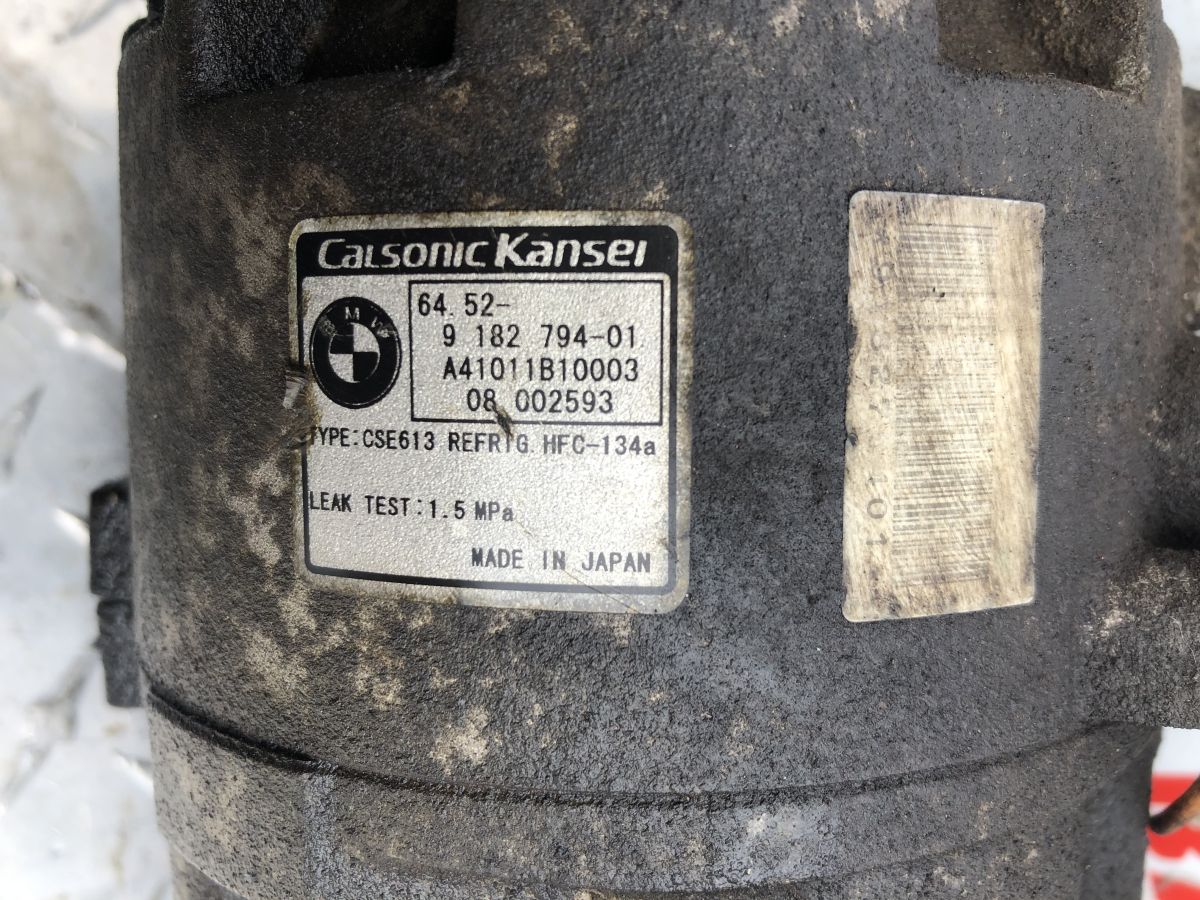 Calsonic Kansei
BMW
64. 52-
9 182 794-01
A41011B10003
08 002593
TYPE:CSE613 REFRIG. HFC-134a
LEAK TEST:1.5 MPa
MADE IN JAPAN